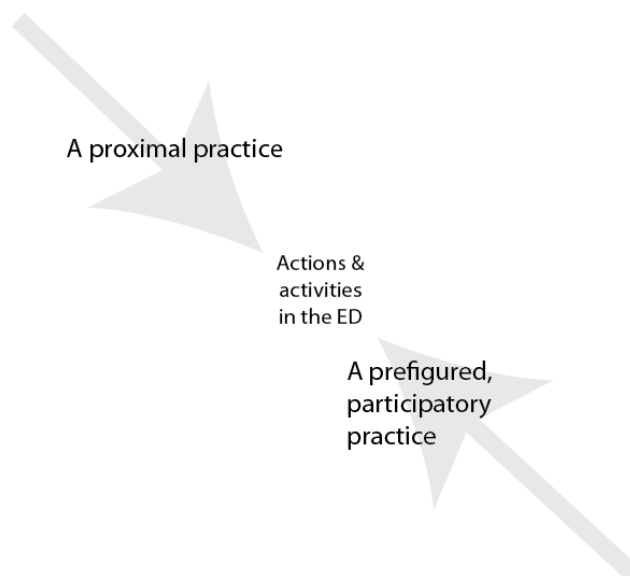 A proximal practice
Actions &
activities
in the ED
A prefigured,
participatory
practice